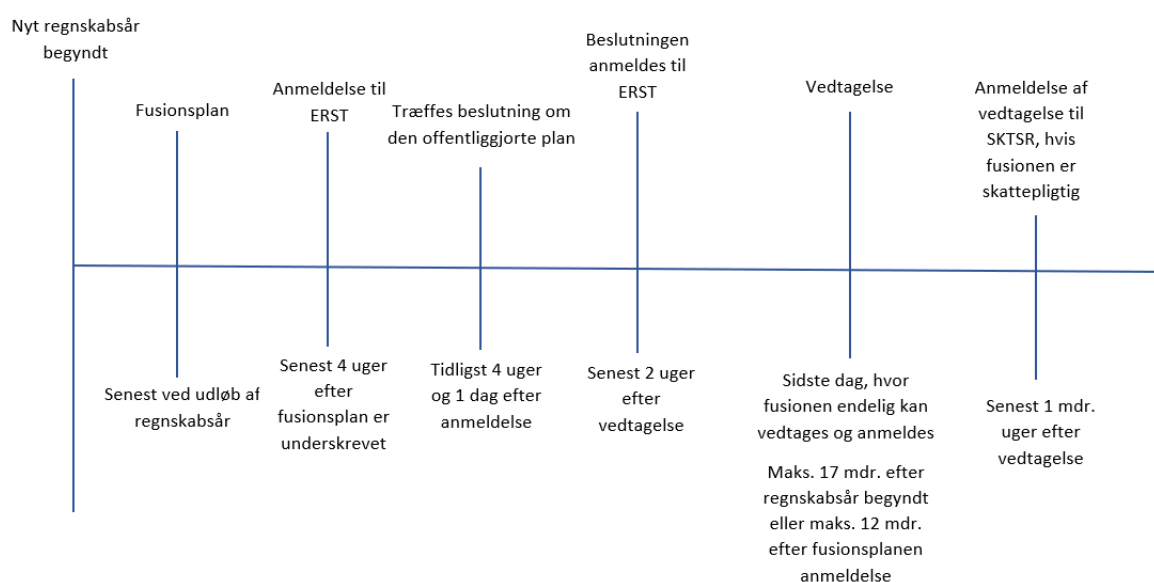 Nyt regnskabsår
begyndt
Fusionsplan
Senest ved udløb af
regnskabsår
Anmeldelse til
ERST
Senest 4 uger
efter
fusionsplan er
underskrevet
Træffes beslutning om
den offentliggjorte plan
Tidligst 4 uger
og 1 dag efter
anmeldelse
Beslutningen
anmeldes til
ERST
Senest 2 uger
efter
vedtagelse
Vedtagelse
Sidste dag, hvor
fusionen endelig kan
vedtages og anmeldes
Maks. 17 mdr. efter
regnskabsår begyndt
eller maks. 12 mdr.
efter fusionsplanen
anmeldelse
Anmeldelse af
vedtagelse til
SKTSR, hvis
fusionen er
skattepligtig
Senest 1 mdr.
uger efter
vedtagelse